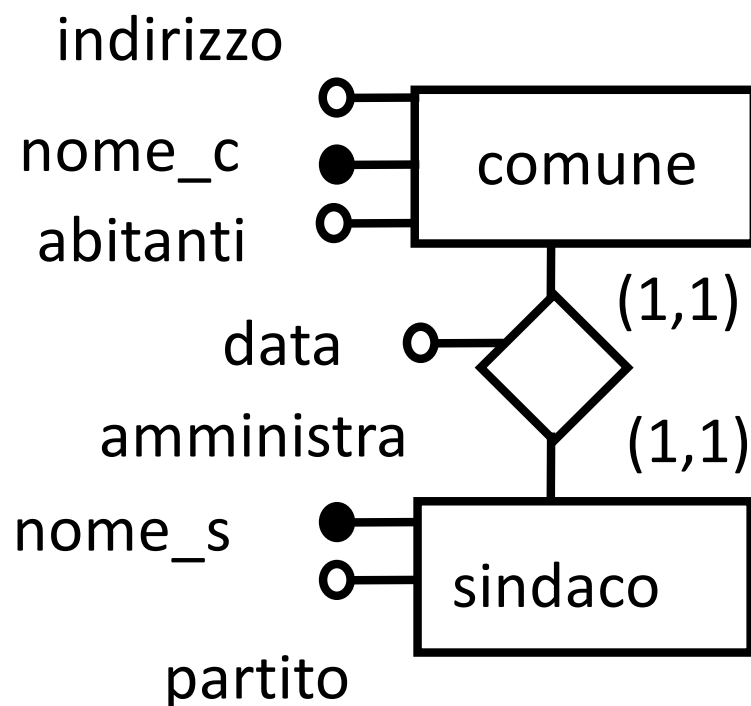 indirizzo
nome_c
comune
abitanti
(1,1)
data
amministra
(1,1)
nome_s
sindaco
partito